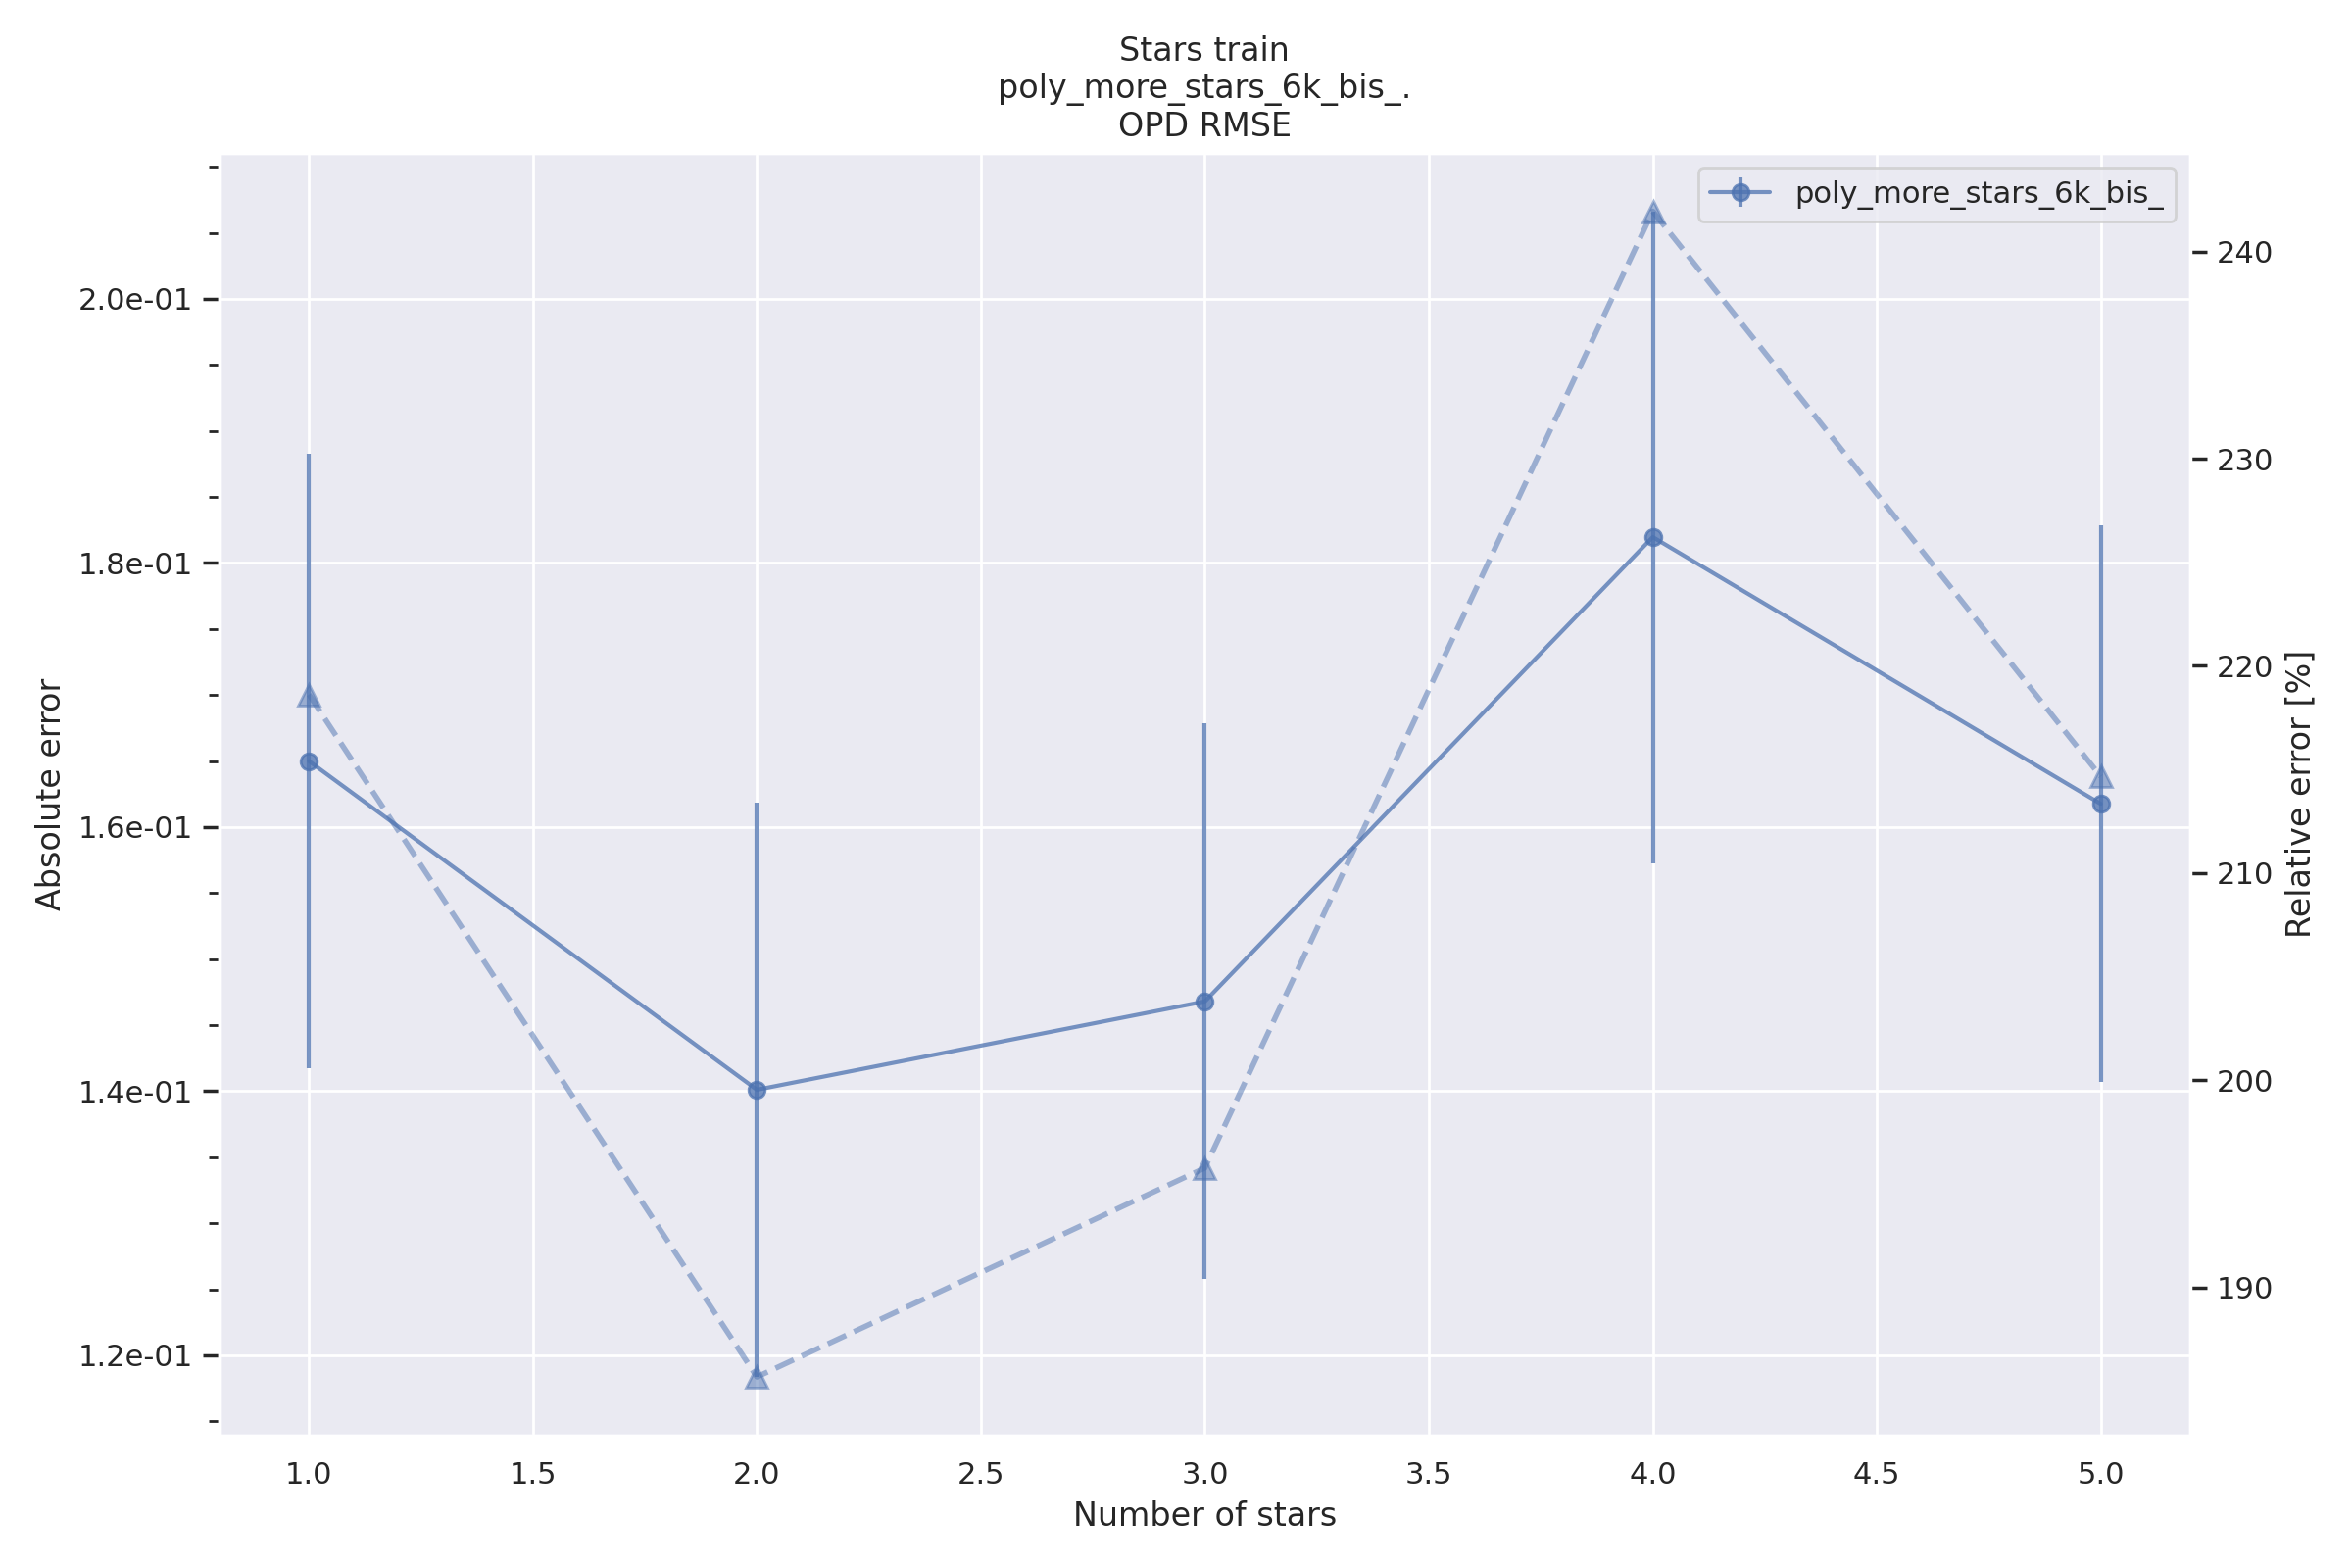 Stars train
poly_more_stars_6k_bis_.
OPD RMSE
poly_more_stars_6k_bis_
2.0e-01
1.8e-01
1.6e-01
1.4e-01
1.2e-01
Absolute error
240
230
220
210
200
190
Relative error [%]
1.0 1.5 2.0 2.5 3.0 3.5 4.0 4.5 5.0
Number of stars